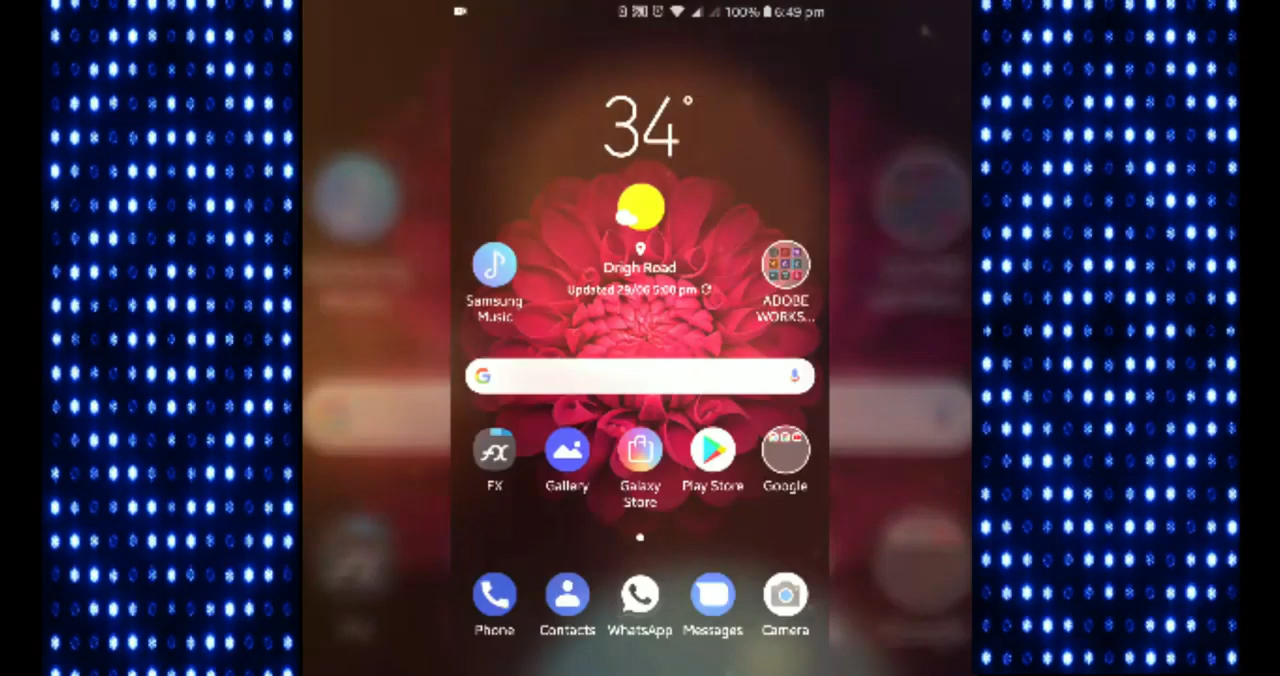 100% 6:49 pm
34°
Drigh Road
Updated 29/06 5:00 pm
Samsung
Music
ADOBE
WORKS...
G
FX
FX
Gallery
Galaxy
Store
Play Store
Google
Phone
Contacts
WhatsApp
Messages
Camera